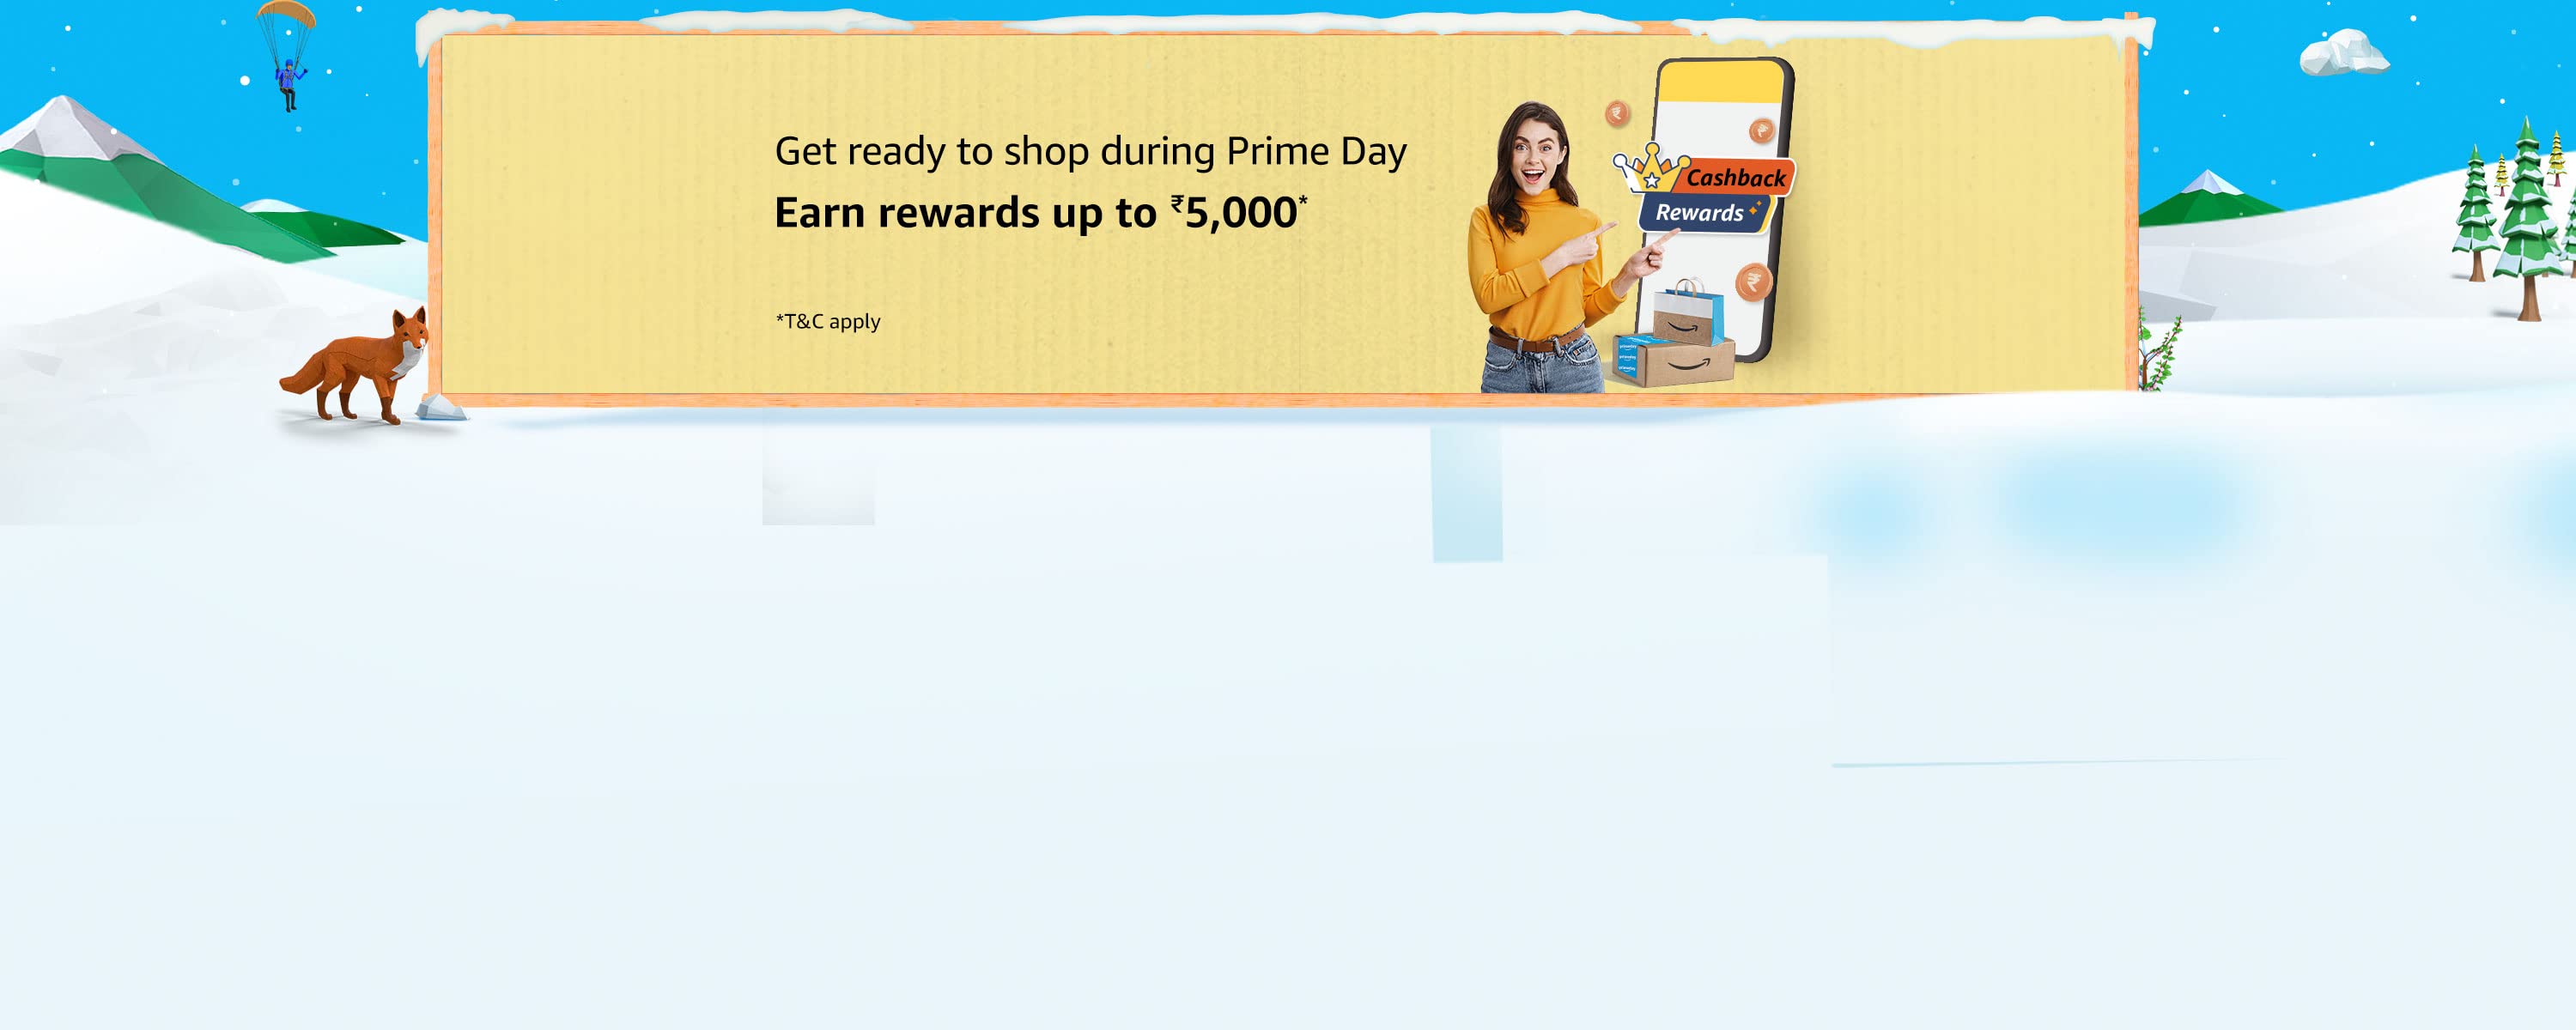 Get ready to shop during Prime Day
Earn rewards up to ₹5,000*
*T&C apply
Cashback
Rewards